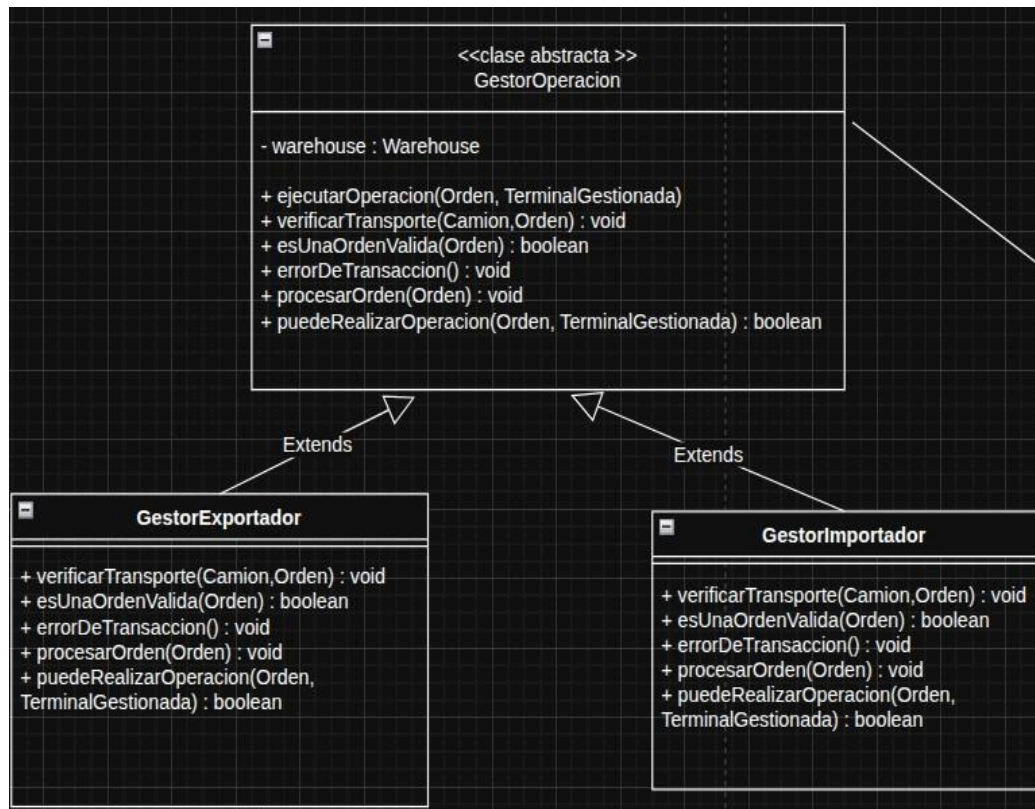 <<clase abstracta >>
GestorOperacion
- warehouse : Warehouse
+ ejecutarOperacion(Orden, TerminalGestionada)
+ verificarTransporte(Camion,Orden) : void
+ esUnaOrdenValida(Orden) : boolean
+ errorDeTransaccion() : void
+ procesarOrden(Orden) : void
+ puedeRealizarOperacion(Orden, TerminalGestionada) : boolean
Extends
Extends
GestorExportador
+ verificarTransporte(Camion,Orden) : void
+ esUnaOrdenValida(Orden) : boolean
+ errorDeTransaccion() : void
+ procesarOrden(Orden) : void
+ puedeRealizarOperacion(Orden,
TerminalGestionada) : boolean
GestorImportador
+ verificarTransporte(Camion,Orden) : void
+ esUnaOrdenValida(Orden) : boolean
+ errorDeTransaccion() : void
+ procesarOrden(Orden) : void
+ puedeRealizarOperacion(Orden,
TerminalGestionada) : boolean